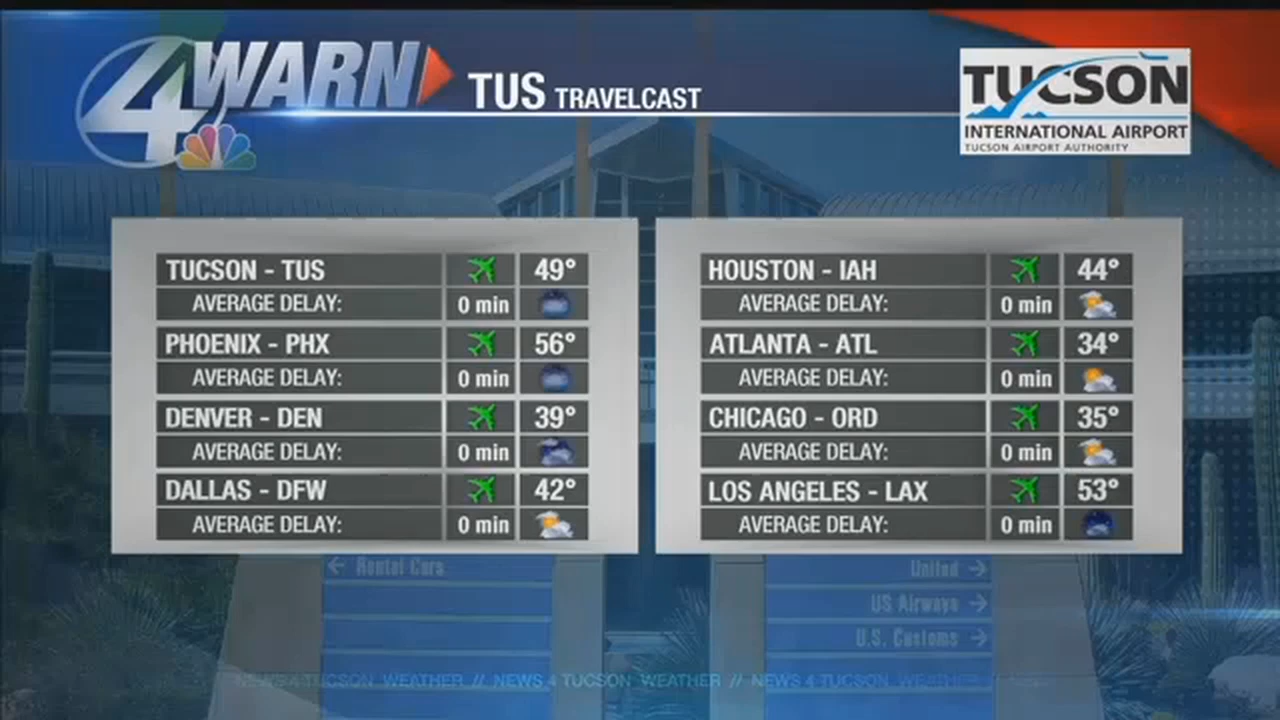 4WARN
TUS TRAVELCAST
TUCSON
INTERNATIONAL AIRPORT
TUCSON AIRPORT AUTHORITY
TUCSON - TUS 49°
AVERAGE DELAY: 0 min
PHOENIX - PHX 56°
AVERAGE DELAY: 0 min
DENVER - DEN 39°
AVERAGE DELAY: 0 min
DALLAS - DFW 42°
AVERAGE DELAY: 0 min
HOUSTON - IAH 44°
AVERAGE DELAY: 0 min
ATLANTA - ATL 34°
AVERAGE DELAY: 0 min
CHICAGO - ORD 35°
AVERAGE DELAY: 0 min
LOS ANGELES - LAX 53°
AVERAGE DELAY: 0 min
← Rental Cars
United →
US Airways →
U.S. Customs →
NEWS 4 TUCSON WEATHER // NEWS 4 TUCSON WEATHER // NEWS 4 TUCSON WEATHER